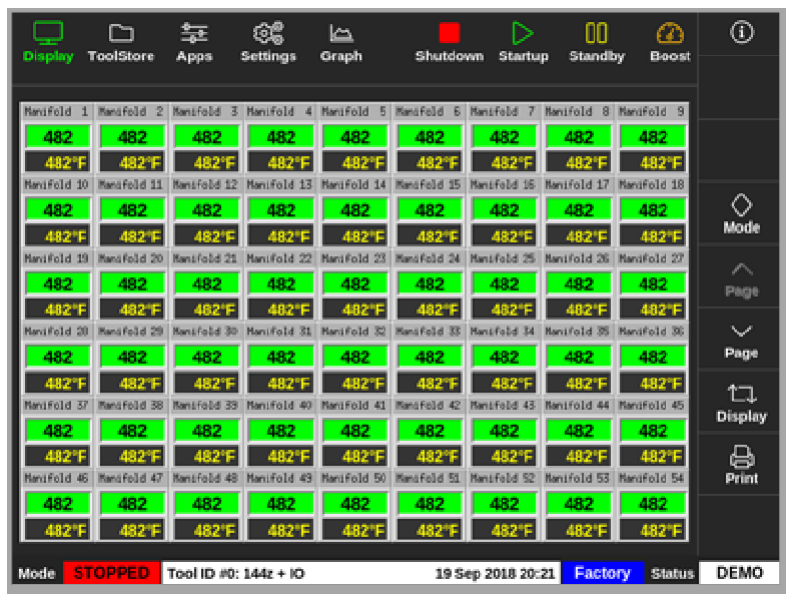 Display ToolStore Apps Settings Graph Shutdown Startup Standby Boost
Manifold 1 Manifold 2 Manifold 3 Manifold 4 Manifold 5 Manifold 6 Manifold 7 Manifold 8 Manifold 9
482 482 482 482 482 482 482 482 482
482°F 482°F 482°F 482°F 482°F 482°F 482°F 482°F 482°F
Manifold 10 Manifold 11 Manifold 12 Manifold 13 Manifold 14 Manifold 15 Manifold 16 Manifold 17 Manifold 18
482 482 482 482 482 482 482 482 482
482°F 482°F 482°F 482°F 482°F 482°F 482°F 482°F 482°F
Manifold 19 Manifold 20 Manifold 21 Manifold 22 Manifold 23 Manifold 24 Manifold 25 Manifold 26 Manifold 27
482 482 482 482 482 482 482 482 482
482°F 482°F 482°F 482°F 482°F 482°F 482°F 482°F 482°F
Manifold 28 Manifold 29 Manifold 30 Manifold 31 Manifold 32 Manifold 33 Manifold 34 Manifold 35 Manifold 36
482 482 482 482 482 482 482 482 482
482°F 482°F 482°F 482°F 482°F 482°F 482°F 482°F 482°F
Manifold 37 Manifold 38 Manifold 39 Manifold 40 Manifold 41 Manifold 42 Manifold 43 Manifold 44 Manifold 45
482 482 482 482 482 482 482 482 482
482°F 482°F 482°F 482°F 482°F 482°F 482°F 482°F 482°F
Manifold 46 Manifold 47 Manifold 48 Manifold 49 Manifold 50 Manifold 51 Manifold 52 Manifold 53 Manifold 54
482 482 482 482 482 482 482 482 482
482°F 482°F 482°F 482°F 482°F 482°F 482°F 482°F 482°F
Mode
Page
Page
Display
Print
Mode STOPPED Tool ID #0: 144z + IO 19 Sep 2018 20:21 Factory Status DEMO